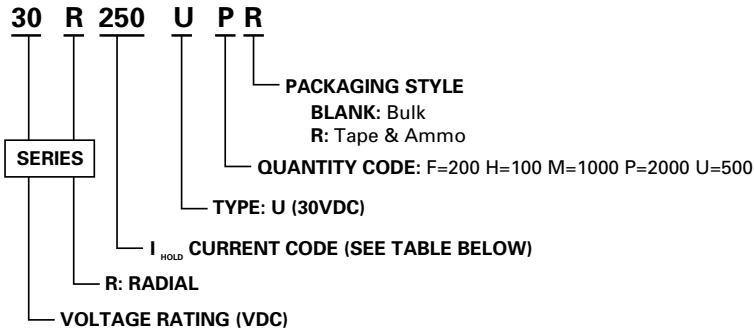 30 R 250 U P R
PACKAGING STYLE
BLANK: Bulk
R: Tape & Ammo
SERIES
QUANTITY CODE: F=200 H=100 M=1000 P=2000 U=500
TYPE: U (30VDC)
I HOLD CURRENT CODE (SEE TABLE BELOW)
R: RADIAL
VOLTAGE RATING (VDC)